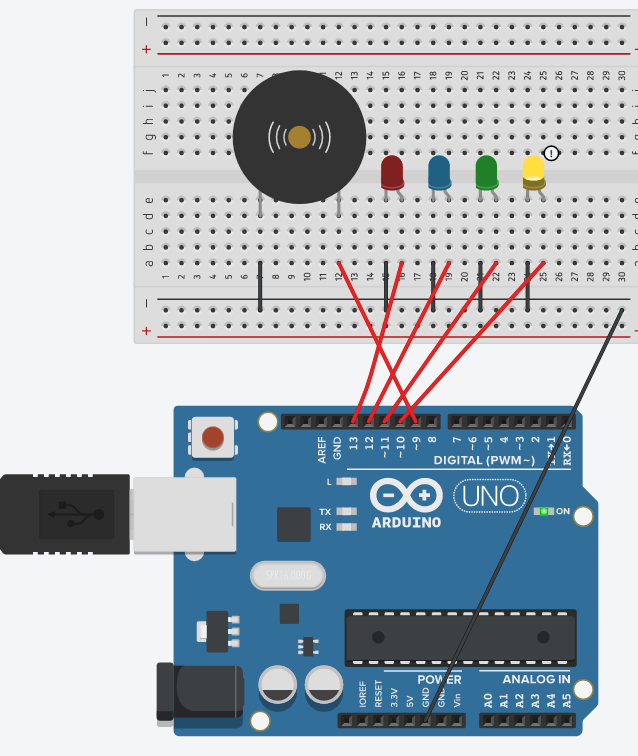 −
+
1 2 3 4 5 6 7 12 13 14 15 16 17 18 19 20 21 22 23 24 25 26 27 28 29 30
j
i
h
g
f
!
e
d
c
b
a
1 2 3 4 5 6 7 8 9 10 11 12 13 14 15 16 17 18 19 20 21 22 23 24 25 26 27 28 29 30
−
+
AREF
GND
13
12
~11
~10
~9
8
7
~6
~5
4
~3
2
TX→1
RX←0
DIGITAL (PWM~)
L
TX
RX
UNO
ARDUINO
ON
POWER
ANALOG IN
IOREF
RESET
3.3V
5V
GND
GND
Vin
A0
A1
A2
A3
A4
A5